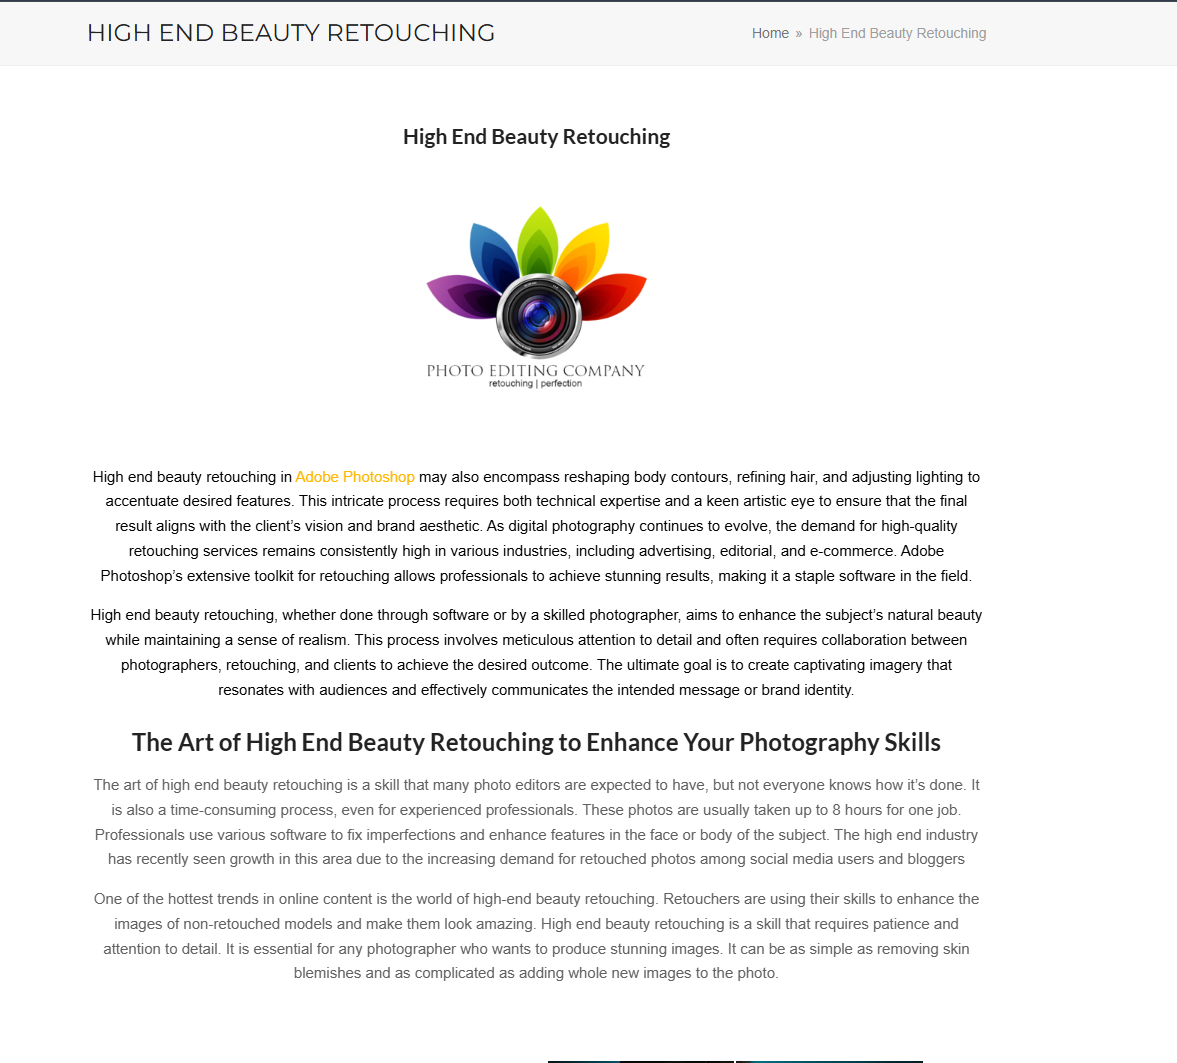 HIGH END BEAUTY RETOUCHING
Home » High End Beauty Retouching
High End Beauty Retouching
PHOTO EDITING COMPANY
retouching | perfection
High end beauty retouching in Adobe Photoshop may also encompass reshaping body contours, refining hair, and adjusting lighting to
accentuate desired features. This intricate process requires both technical expertise and a keen artistic eye to ensure that the final
result aligns with the client’s vision and brand aesthetic. As digital photography continues to evolve, the demand for high-quality
retouching services remains consistently high in various industries, including advertising, editorial, and e-commerce. Adobe
Photoshop’s extensive toolkit for retouching allows professionals to achieve stunning results, making it a staple software in the field.
High end beauty retouching, whether done through software or by a skilled photographer, aims to enhance the subject’s natural beauty
while maintaining a sense of realism. This process involves meticulous attention to detail and often requires collaboration between
photographers, retouching, and clients to achieve the desired outcome. The ultimate goal is to create captivating imagery that
resonates with audiences and effectively communicates the intended message or brand identity.
The Art of High End Beauty Retouching to Enhance Your Photography Skills
The art of high end beauty retouching is a skill that many photo editors are expected to have, but not everyone knows how it’s done. It
is also a time-consuming process, even for experienced professionals. These photos are usually taken up to 8 hours for one job.
Professionals use various software to fix imperfections and enhance features in the face or body of the subject. The high end industry
has recently seen growth in this area due to the increasing demand for retouched photos among social media users and bloggers
One of the hottest trends in online content is the world of high-end beauty retouching. Retouchers are using their skills to enhance the
images of non-retouched models and make them look amazing. High end beauty retouching is a skill that requires patience and
attention to detail. It is essential for any photographer who wants to produce stunning images. It can be as simple as removing skin
blemishes and as complicated as adding whole new images to the photo.